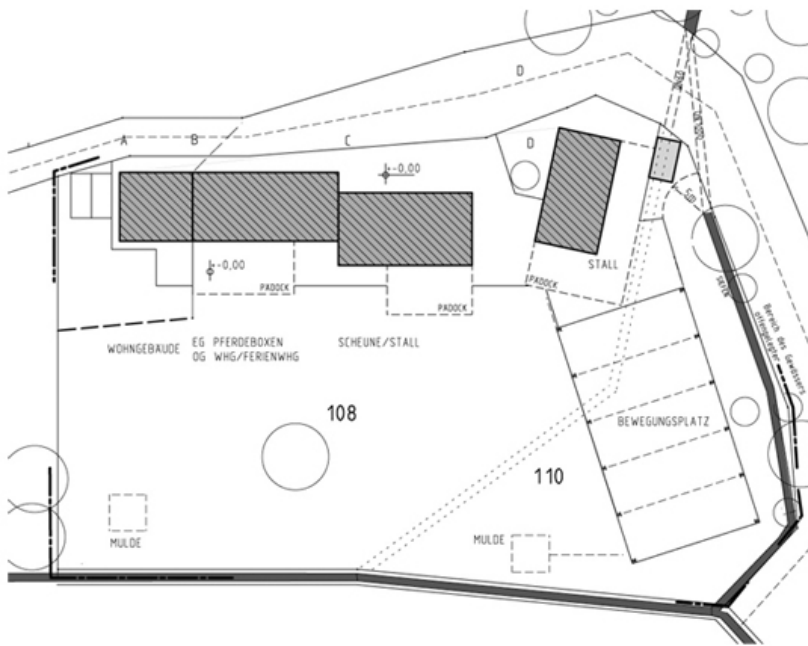 D
A
B
C
D
+-0,00
+-0,00
STALL
PADOCK
PADOCK
PADOCK
WOHNGEBÄUDE
EG PFERDEBOXEN
OG WHG/FERIENWHG
SCHEUNE/STALL
Bereich des Gewässers
offengelegter
108
BEWEGUNGSPLATZ
110
MULDE
MULDE